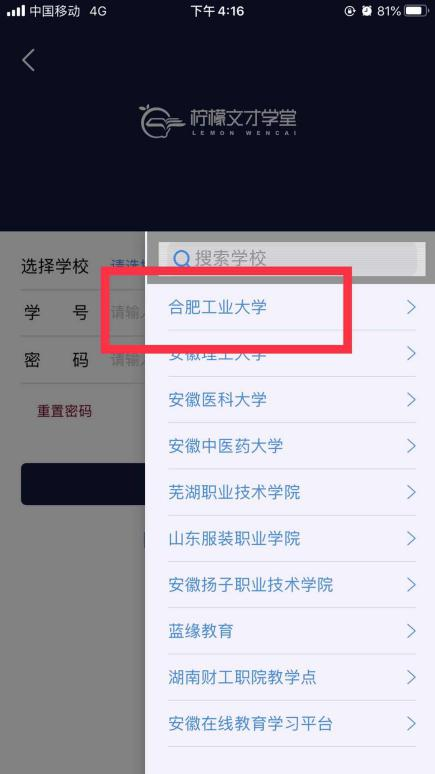 中国移动 4G 下午4:16 81%
柠檬文才学堂
LEMON WENCAI
选择学校 请选
搜索学校
合肥工业大学
学 号 请输
安徽理工大学
密 码 请输
安徽医科大学
重置密码
安徽中医药大学
芜湖职业技术学院
山东服装职业学院
安徽扬子职业技术学院
蓝缘教育
湖南财工职院教学点
安徽在线教育学习平台